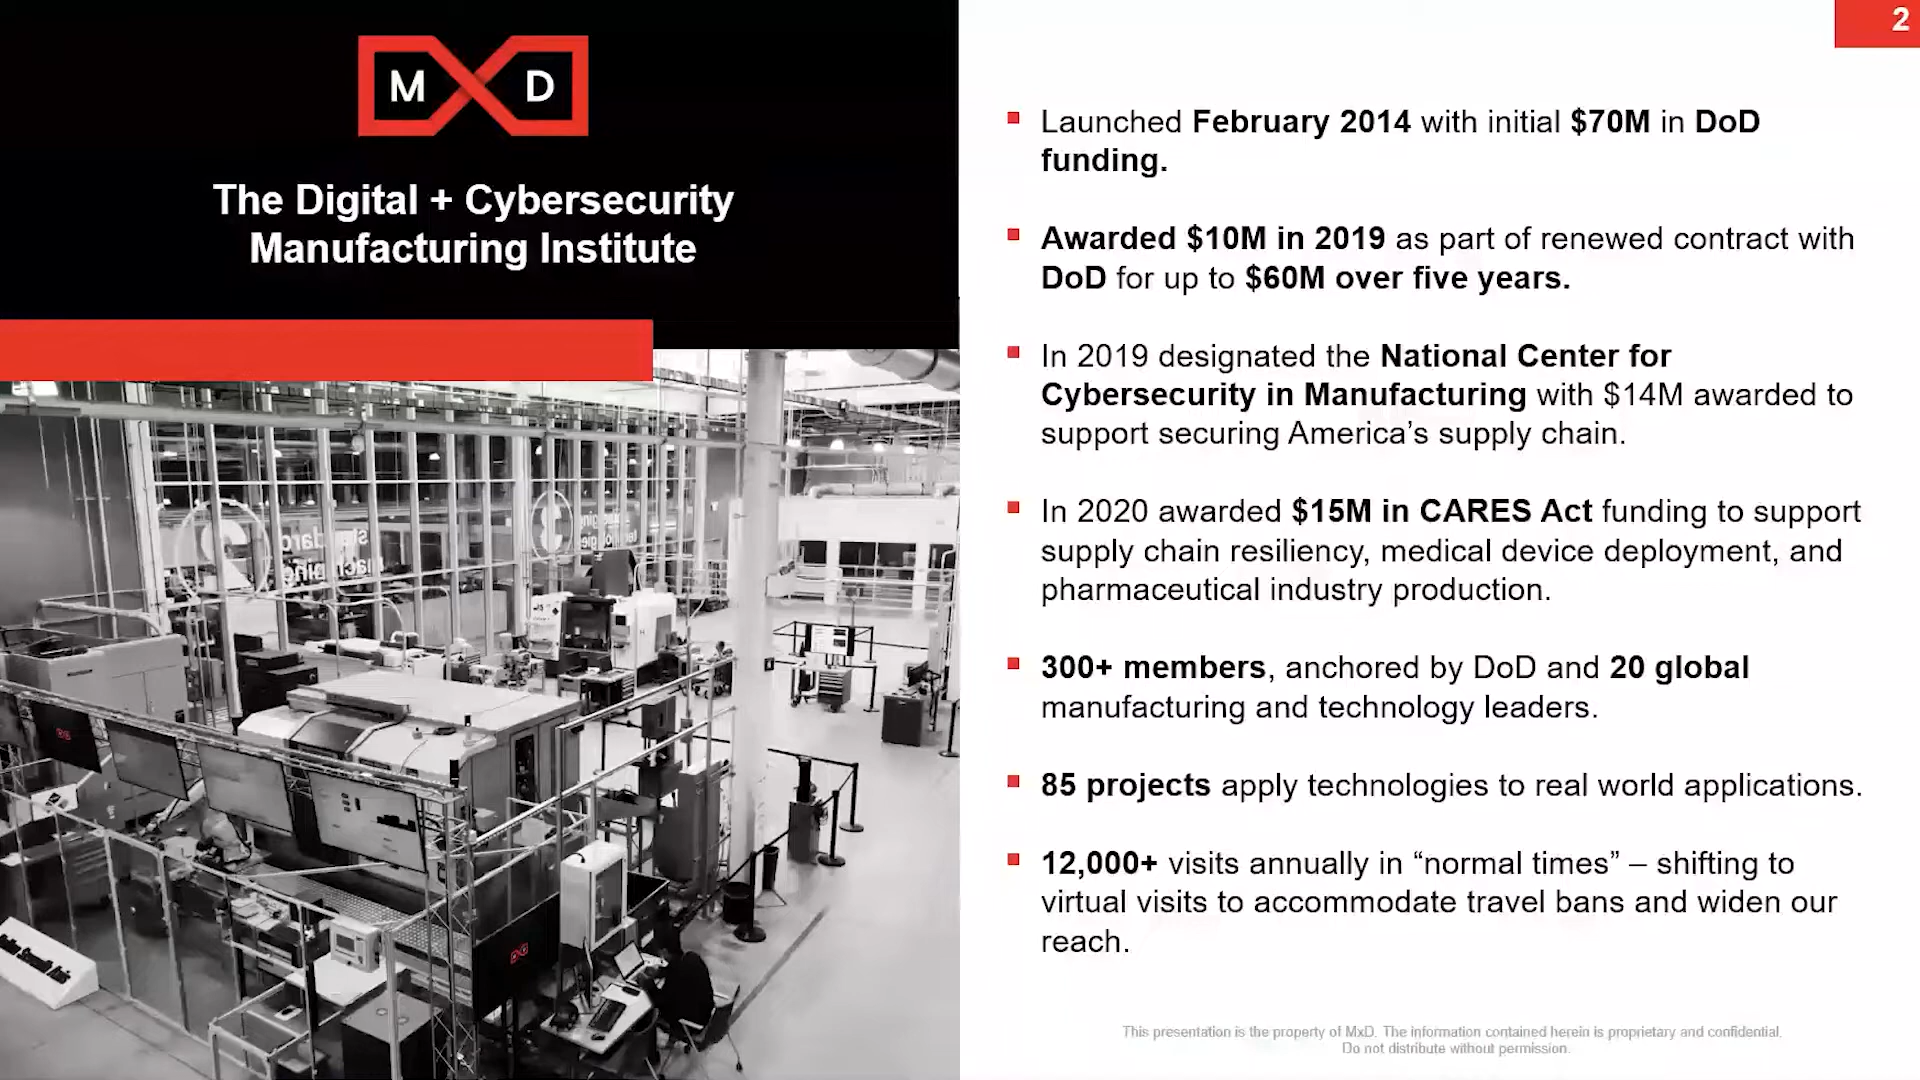 M D
The Digital + Cybersecurity
Manufacturing Institute
2
Launched February 2014 with initial $70M in DoD
funding.
Awarded $10M in 2019 as part of renewed contract with
DoD for up to $60M over five years.
In 2019 designated the National Center for
Cybersecurity in Manufacturing with $14M awarded to
support securing America’s supply chain.
In 2020 awarded $15M in CARES Act funding to support
supply chain resiliency, medical device deployment, and
pharmaceutical industry production.
300+ members, anchored by DoD and 20 global
manufacturing and technology leaders.
85 projects apply technologies to real world applications.
12,000+ visits annually in “normal times” – shifting to
virtual visits to accommodate travel bans and widen our
reach.
This presentation is the property of MxD. The information contained herein is proprietary and confidential.
Do not distribute without permission.